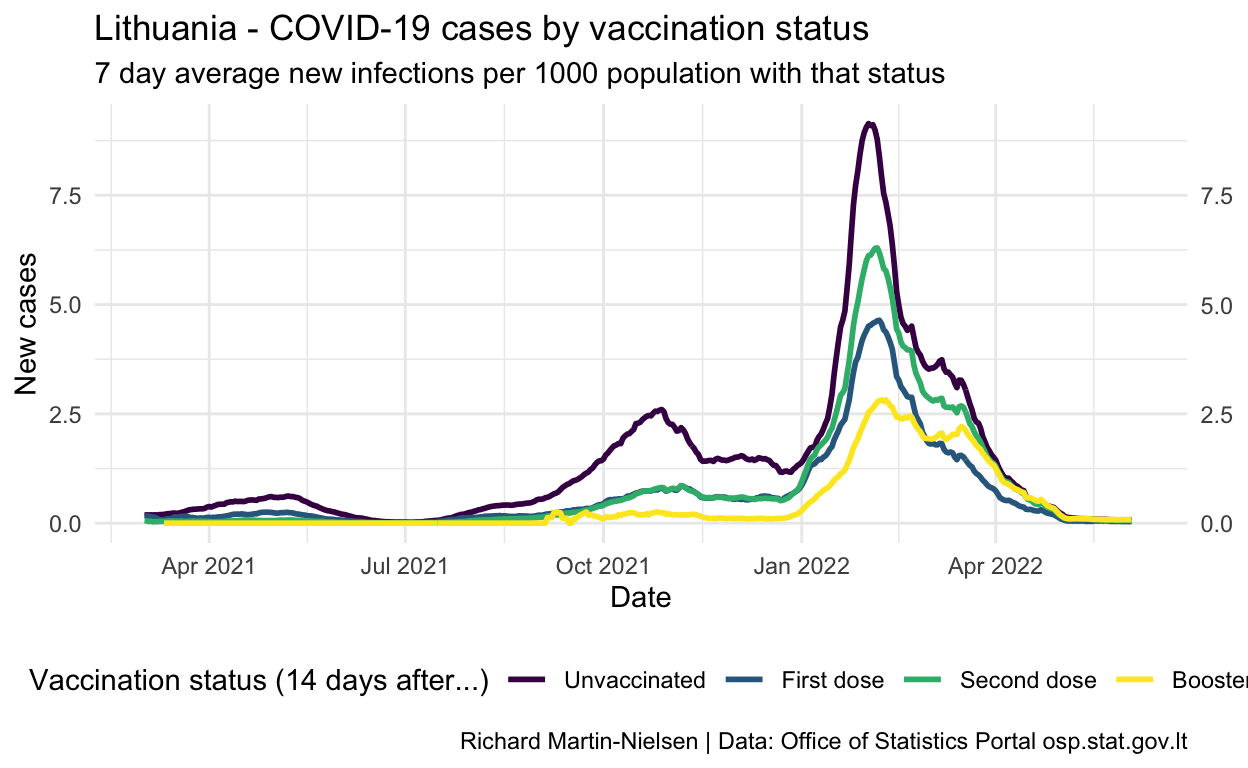 Lithuania - COVID-19 cases by vaccination status
7 day average new infections per 1000 population with that status
New cases
7.5
5.0
2.5
0.0
7.5
5.0
2.5
0.0
Apr 2021 Jul 2021 Oct 2021 Jan 2022 Apr 2022
Date
Vaccination status (14 days after...) Unvaccinated First dose Second dose Booster
Richard Martin-Nielsen | Data: Office of Statistics Portal osp.stat.gov.lt